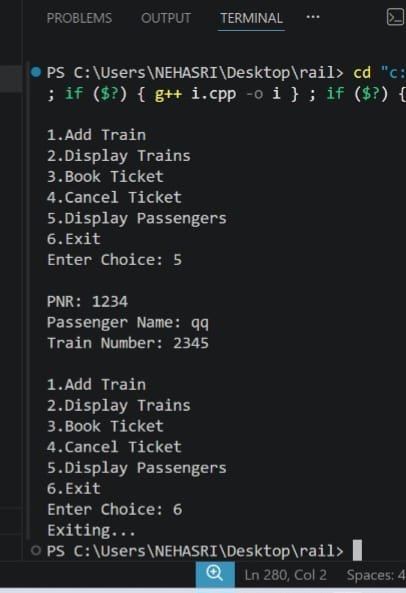 PROBLEMS OUTPUT TERMINAL ...
PS C:\Users\NEHASRI\Desktop\rail> cd "c:
; if ($?) { g++ i.cpp -o i } ; if ($?) {
1.Add Train
2.Display Trains
3.Book Ticket
4.Cancel Ticket
5.Display Passengers
6.Exit
Enter Choice: 5
PNR: 1234
Passenger Name: qq
Train Number: 2345
1.Add Train
2.Display Trains
3.Book Ticket
4.Cancel Ticket
5.Display Passengers
6.Exit
Enter Choice: 6
Exiting...
PS C:\Users\NEHASRI\Desktop\rail>
Ln 280, Col 2 Spaces: 4